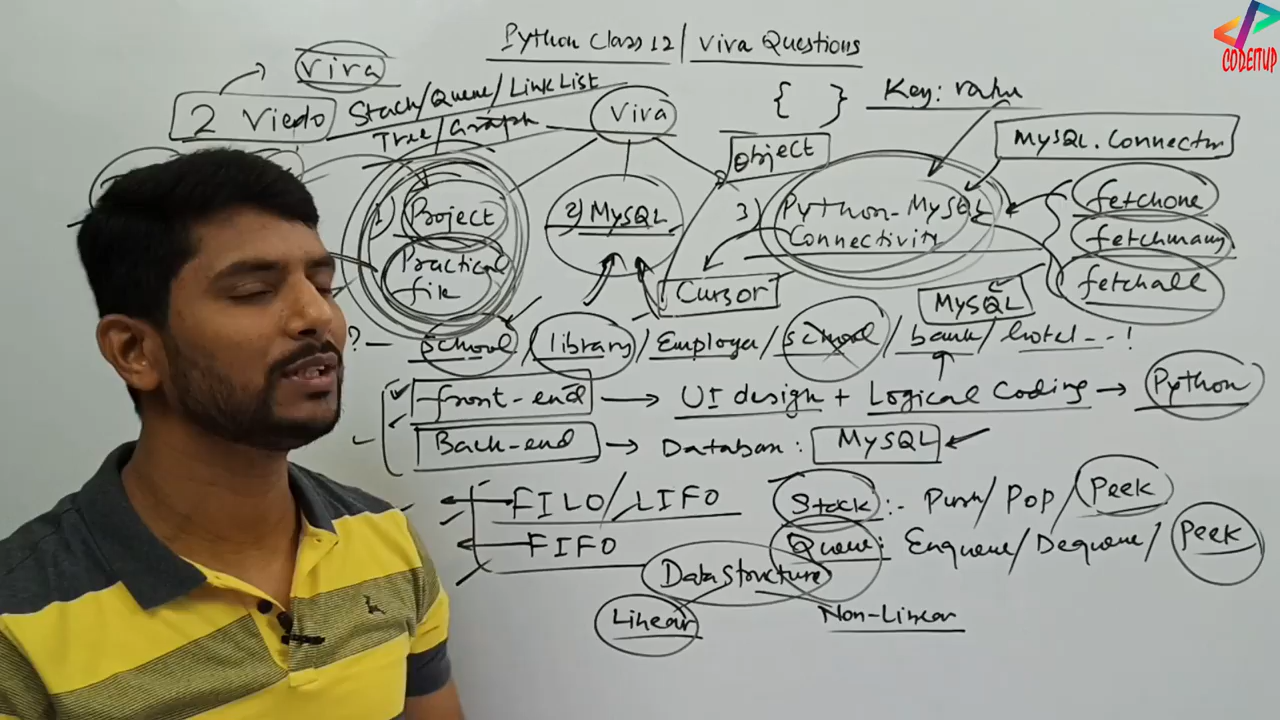 Python Class 12 | Viva Questions
CODEITUP
viva
2 Viedo
Stack/Queue/Link List
Tree/Graph
Viva
{ }
Key: value
MySQL.Connector
Object
1) Project
Practical
file
2) MySQL
3) Python-MySQL
Connectivity
fetchone
fetchmany
fetchall
Cursor
MySQL
? - school / library / Employee / school / bank / hotel --- !
front-end → UI design + Logical Coding → Python
Back-end → Databas: MySQL
FILO/LIFO Stack :- Push/ Pop / Peek
FIFO Queue: Enqueue/Dequeue/ Peek
Data Structure
Linear Non-Linear